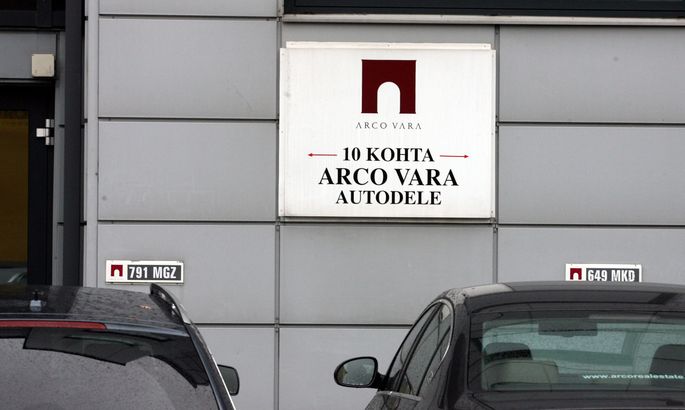 ARCO VARA
10 KOHTA
ARCO VARA
AUTODELE
791 MGZ
649 MKD
www.arcorealestate